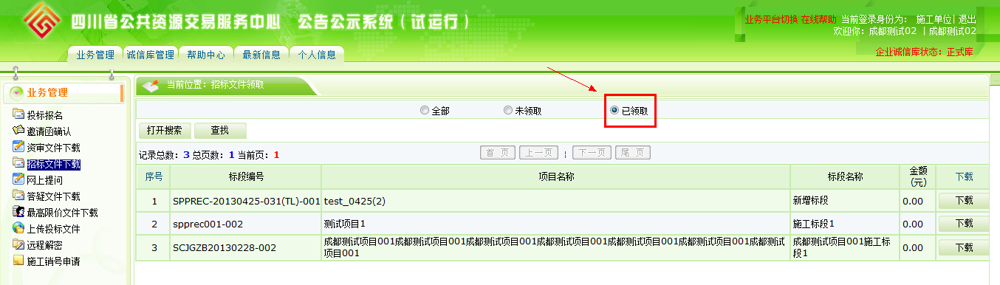 四川省公共资源交易服务中心 公告公示系统（试运行）
业务平台切换 在线帮助 当前登录身份为： 施工单位| 退出
欢迎你：成都测试02 | 成都测试02
企业诚信库状态：正式库
业务管理 诚信库管理 帮助中心 最新信息 个人信息
业务管理
投标报名
邀请函确认
资审文件下载
招标文件下载
网上提问
答疑文件下载
最高限价文件下载
上传投标文件
远程解密
施工销号申请
当前位置：招标文件领取
全部 未领取 已领取
打开搜索 查找
记录总数：3 总页数：1 当前页：1 首 页 上一页 ¦ 下一页 尾 页
序号 标段编号 项目名称 标段名称 金额（元） 下载
1 SPPREC-20130425-031(TL)-001 test_0425(2) 新增标段 0.00 下载
2 spprec001-002 测试项目1 施工标段1 0.00 下载
3 SCJGZB20130228-002 成都测试项目001成都测试项目001成都测试项目001成都测试项目001成都测试项目001成都测试项目001成都测试项目001 成都测试项目001施工标段1 0.00 下载